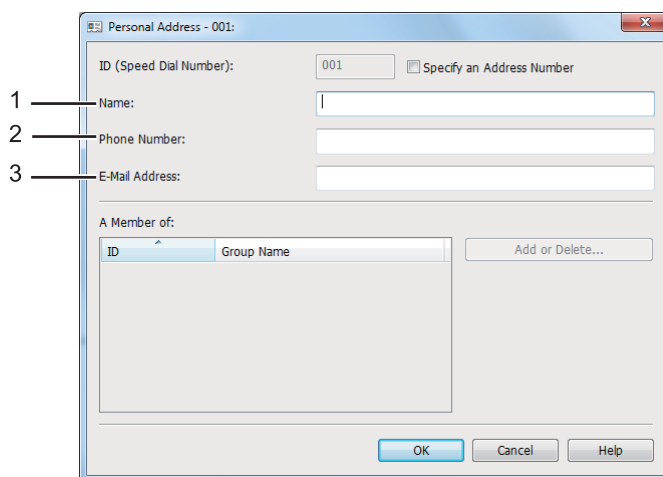 Personal Address - 001:
ID (Speed Dial Number): 001 Specify an Address Number
1 Name:
2 Phone Number:
3 E-Mail Address:
A Member of:
ID Group Name Add or Delete...
OK Cancel Help